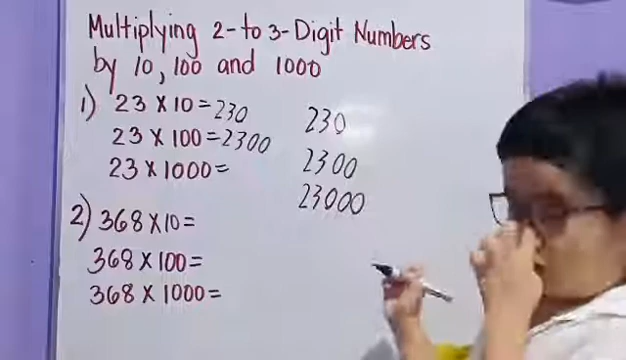 Multiplying 2-to 3-Digit Numbers
by 10, 100 and 1000
1) 23 X 10 = 230
23 X 100 = 2300
23 X 1000 =
230
2300
23000
2) 368 X 10 =
368 X 100 =
368 X 1000 =